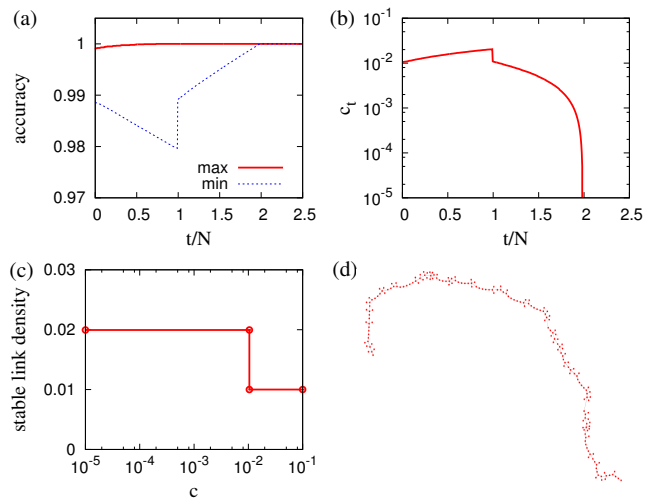 (a)
accuracy
1
0.99
0.98
0.97
max
min
0 0.5 1 1.5 2 2.5
t/N
(b)
c_t
10^-1
10^-2
10^-3
10^-4
10^-5
0 0.5 1 1.5 2 2.5
t/N
(c)
stable link density
0.03
0.02
0.01
0
10^-5 10^-4 10^-3 10^-2 10^-1
c
(d)